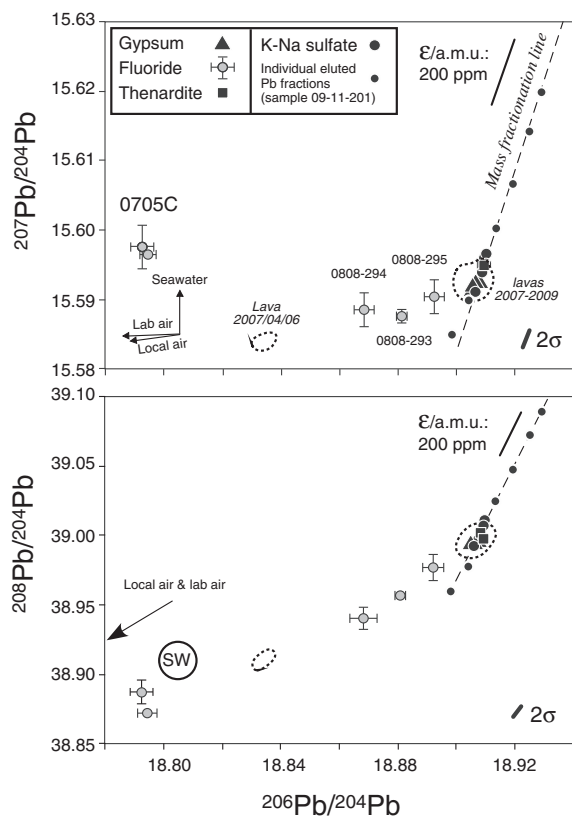 15.63
15.62
15.61
15.60
15.59
15.58
207Pb/204Pb
Gypsum
Fluoride
Thenardite
K-Na sulfate
Individual eluted
Pb fractions
(sample 09-11-201)
ε/a.m.u.:
200 ppm
Mass fractionation line
0705C
Seawater
Lab air
Local air
Lava
2007/04/06
0808-294
0808-295
0808-293
lavas
2007-2009
2σ
39.10
39.05
39.00
38.95
38.90
38.85
208Pb/204Pb
ε/a.m.u.:
200 ppm
Local air & lab air
SW
2σ
18.80
18.84
18.88
18.92
206Pb/204Pb